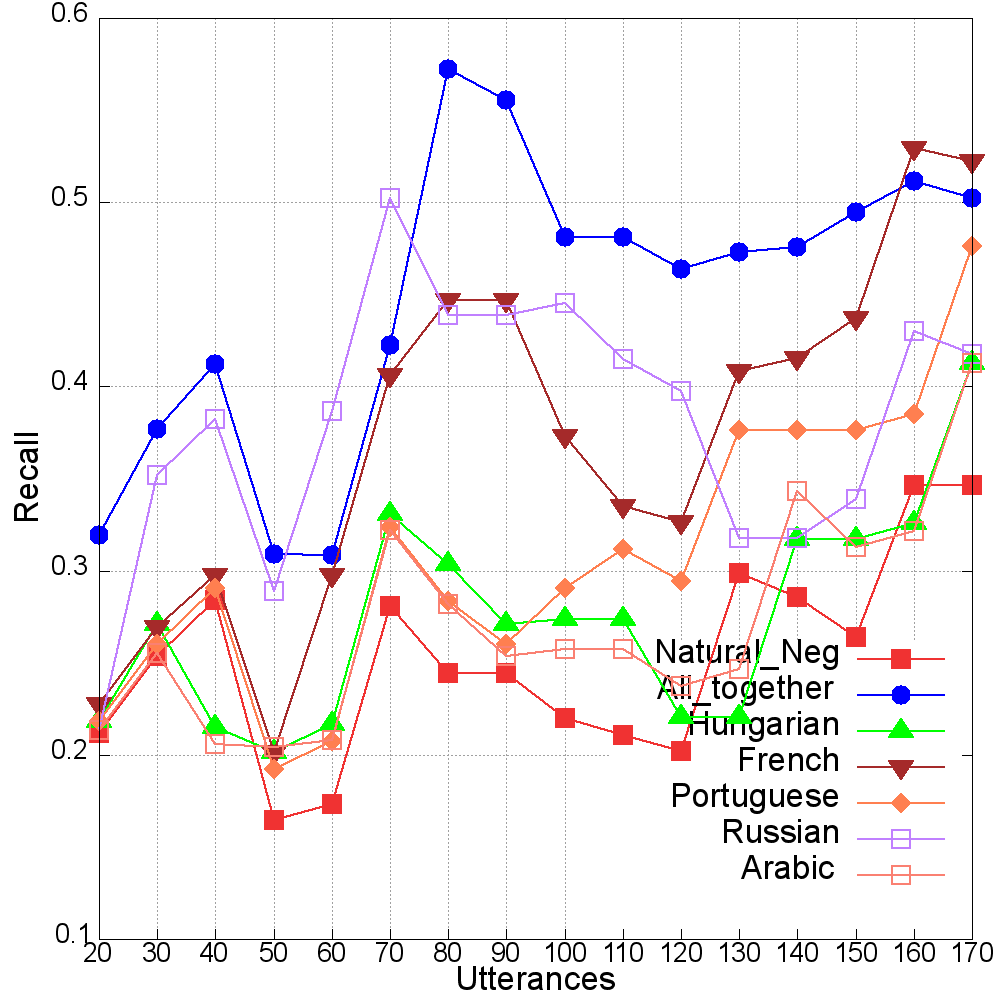 0.6
0.5
0.4
0.3
0.2
0.1
Recall
Natural_Neg
All_together
Hungarian
French
Portuguese
Russian
Arabic
20 30 40 50 60 70 80 90 100 110 120 130 140 150 160 170
Utterances